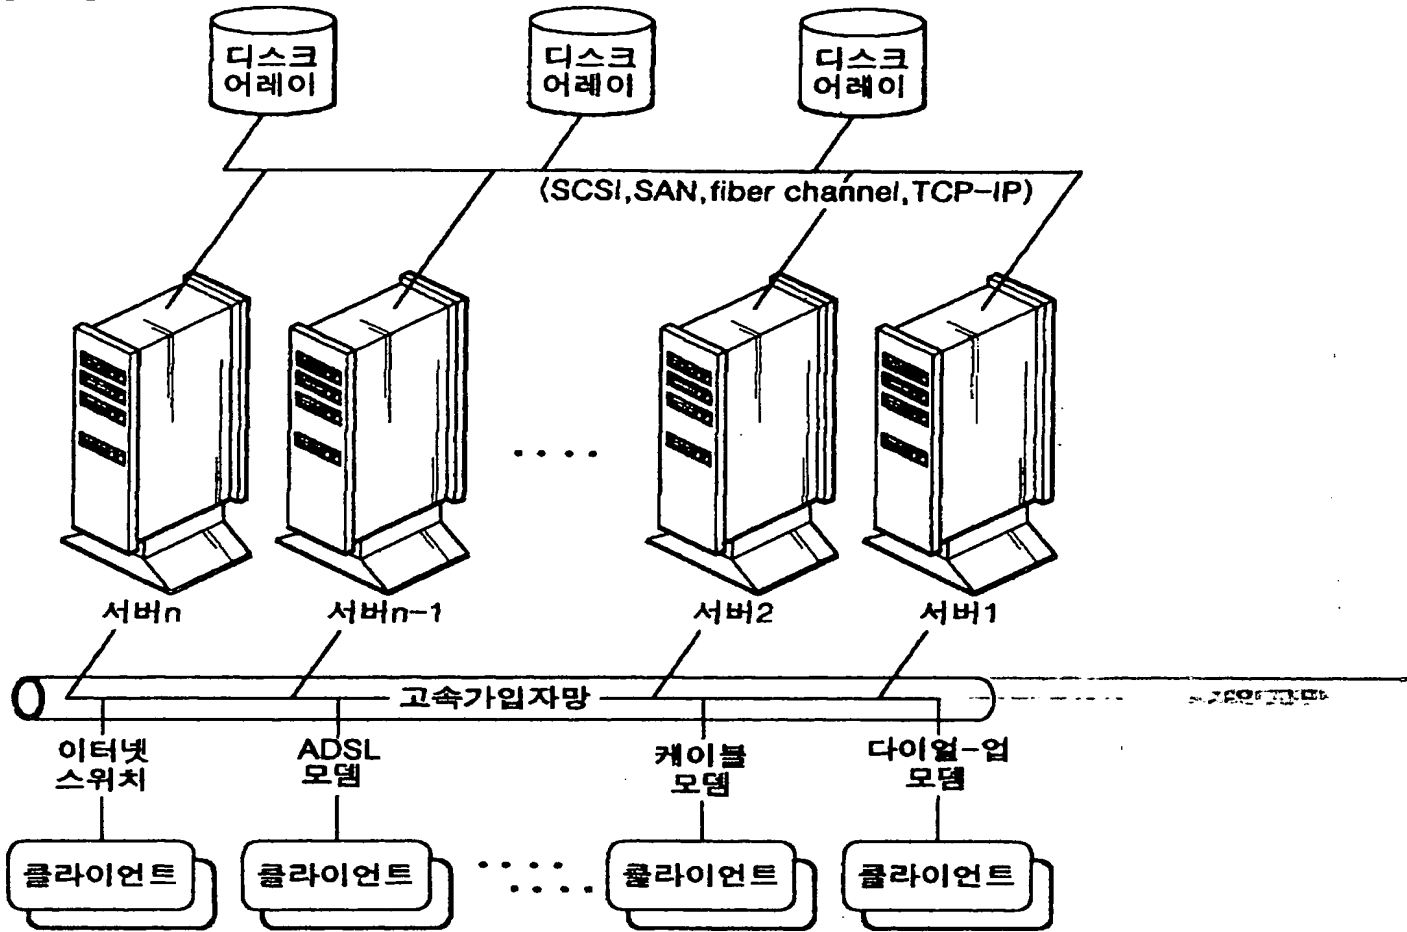 디스크
어레이
디스크
어레이
디스크
어레이
(SCSI,SAN,fiber channel,TCP-IP)
서버n
서버n-1
서버2
서버1
고속가입자망
이터넷
스위치
ADSL
모뎀
케이블
모뎀
다이얼-업
모뎀
클라이언트
클라이언트
클라이언트
클라이언트